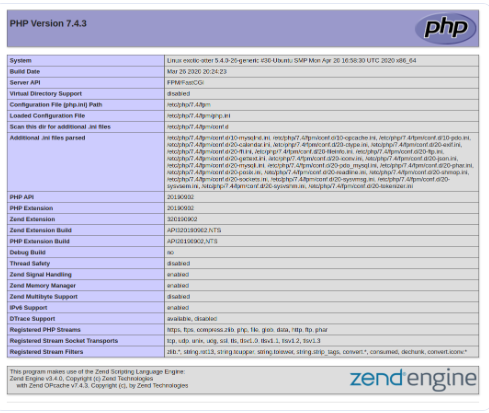 PHP Version 7.4.3
php
System Linux exotic-otter 5.4.0-26-generic #30-Ubuntu SMP Mon Apr 20 16:58:30 UTC 2020 x86_64
Build Date Mar 26 2020 20:24:23
Server API FPM/FastCGI
Virtual Directory Support disabled
Configuration File (php.ini) Path /etc/php/7.4/fpm
Loaded Configuration File /etc/php/7.4/fpm/php.ini
Scan this dir for additional .ini files /etc/php/7.4/fpm/conf.d
Additional .ini files parsed /etc/php/7.4/fpm/conf.d/10-mysqlnd.ini, /etc/php/7.4/fpm/conf.d/10-opcache.ini, /etc/php/7.4/fpm/conf.d/10-pdo.ini,
/etc/php/7.4/fpm/conf.d/20-calendar.ini, /etc/php/7.4/fpm/conf.d/20-ctype.ini, /etc/php/7.4/fpm/conf.d/20-exif.ini,
/etc/php/7.4/fpm/conf.d/20-ffi.ini, /etc/php/7.4/fpm/conf.d/20-fileinfo.ini, /etc/php/7.4/fpm/conf.d/20-ftp.ini,
/etc/php/7.4/fpm/conf.d/20-gettext.ini, /etc/php/7.4/fpm/conf.d/20-iconv.ini, /etc/php/7.4/fpm/conf.d/20-json.ini,
/etc/php/7.4/fpm/conf.d/20-mysqli.ini, /etc/php/7.4/fpm/conf.d/20-pdo_mysql.ini, /etc/php/7.4/fpm/conf.d/20-phar.ini,
/etc/php/7.4/fpm/conf.d/20-posix.ini, /etc/php/7.4/fpm/conf.d/20-readline.ini, /etc/php/7.4/fpm/conf.d/20-shmop.ini,
/etc/php/7.4/fpm/conf.d/20-sockets.ini, /etc/php/7.4/fpm/conf.d/20-sysvmsg.ini, /etc/php/7.4/fpm/conf.d/20-
sysvsem.ini, /etc/php/7.4/fpm/conf.d/20-sysvshm.ini, /etc/php/7.4/fpm/conf.d/20-tokenizer.ini
PHP API 20190902
PHP Extension 20190902
Zend Extension 320190902
Zend Extension Build API320190902,NTS
PHP Extension Build API20190902,NTS
Debug Build no
Thread Safety disabled
Zend Signal Handling enabled
Zend Memory Manager enabled
Zend Multibyte Support disabled
IPv6 Support enabled
DTrace Support available, disabled
Registered PHP Streams https, ftps, compress.zlib, php, file, glob, data, http, ftp, phar
Registered Stream Socket Transports tcp, udp, unix, udg, ssl, tls, tlsv1.0, tlsv1.1, tlsv1.2, tlsv1.3
Registered Stream Filters zlib.*, string.rot13, string.toupper, string.tolower, string.strip_tags, convert.*, consumed, dechunk, convert.iconv.*
This program makes use of the Zend Scripting Language Engine:
Zend Engine v3.4.0, Copyright (c) Zend Technologies
with Zend OPcache v7.4.3, Copyright (c), by Zend Technologies
zend engine